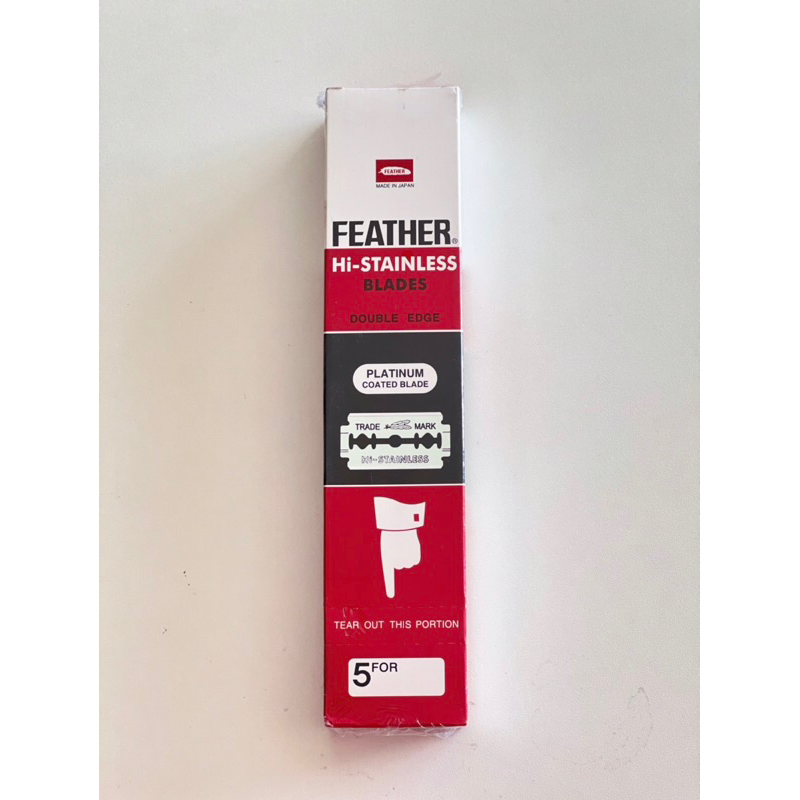 FEATHER
MADE IN JAPAN
FEATHER®
Hi-STAINLESS
BLADES
DOUBLE EDGE
PLATINUM
COATED BLADE
TRADE MARK
Hi-STAINLESS
TEAR OUT THIS PORTION
5 FOR